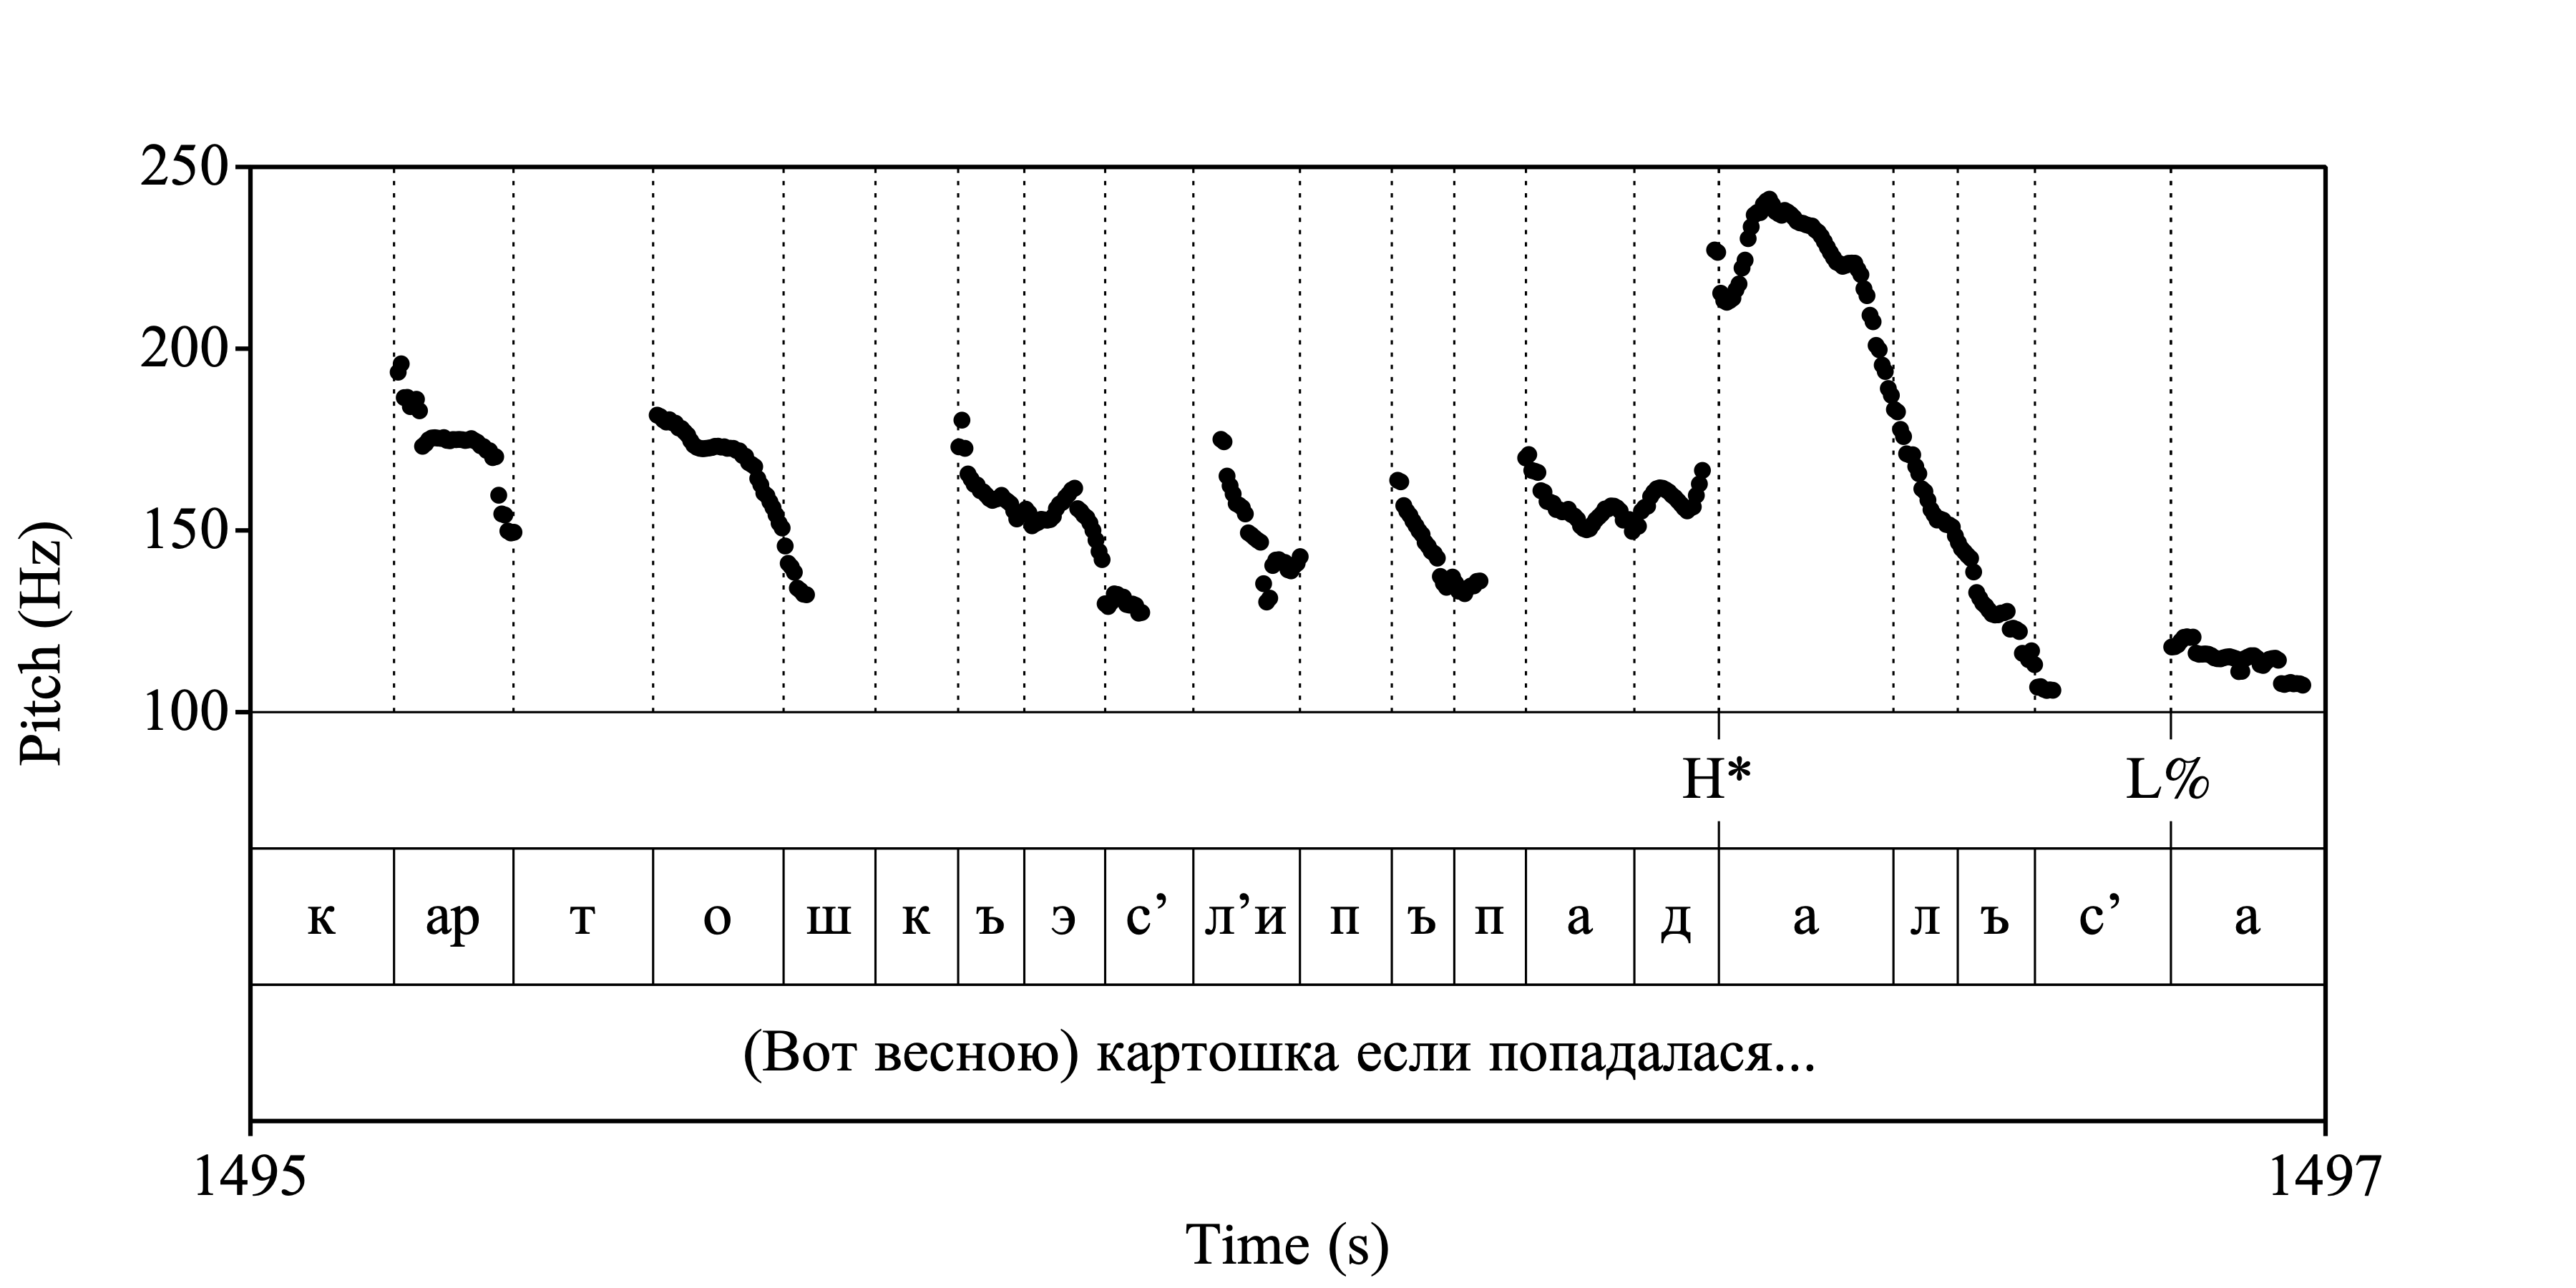 250
200
150
100
Pitch (Hz)
H* L%
к ар т о ш к ъ э с’ л’и п ъ п а д а л ъ с’ а
(Вот весною) картошка если попадалася...
1495 1497
Time (s)